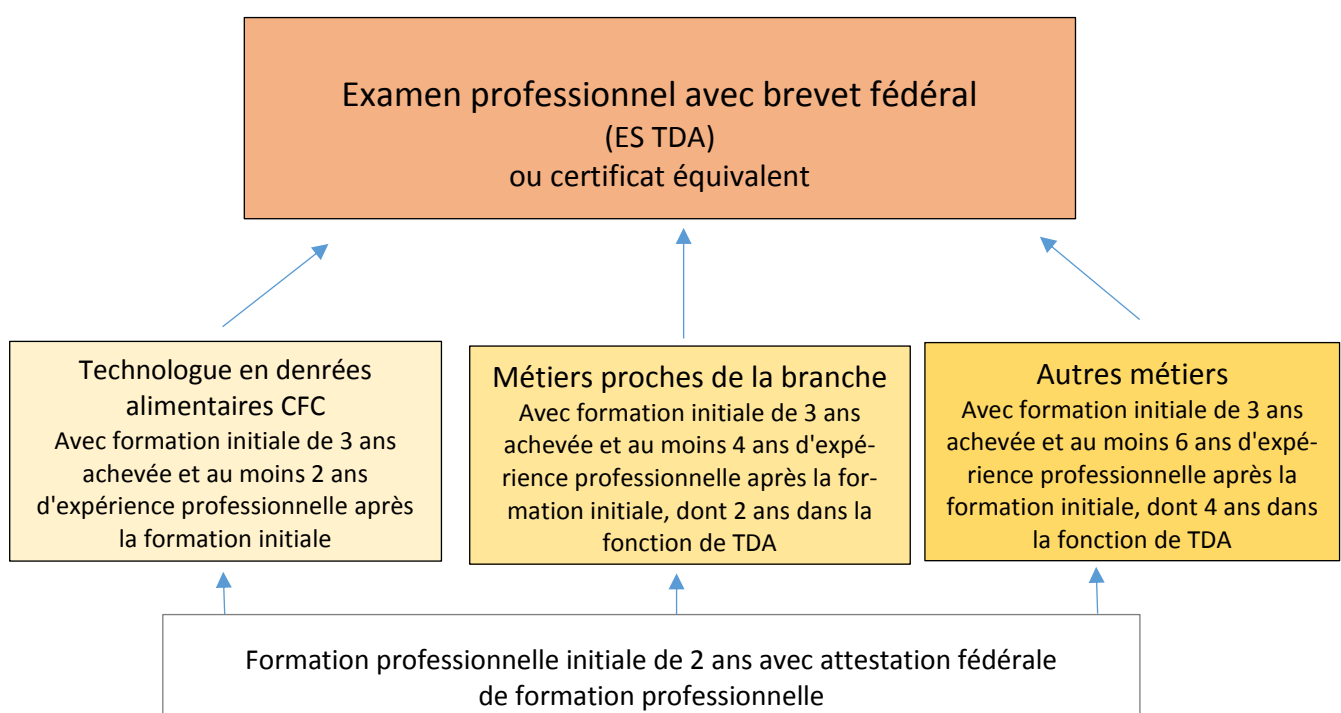 Examen professionnel avec brevet fédéral
(ES TDA)
ou certificat équivalent
Technologue en denrées
alimentaires CFC
Avec formation initiale de 3 ans
achevée et au moins 2 ans
d'expérience professionnelle après
la formation initiale
Métiers proches de la branche
Avec formation initiale de 3 ans
achevée et au moins 4 ans d'expé-
rience professionnelle après la for-
mation initiale, dont 2 ans dans la
fonction de TDA
Autres métiers
Avec formation initiale de 3 ans
achevée et au moins 6 ans d'expé-
rience professionnelle après la
formation initiale, dont 4 ans dans
la fonction de TDA
Formation professionnelle initiale de 2 ans avec attestation fédérale
de formation professionnelle